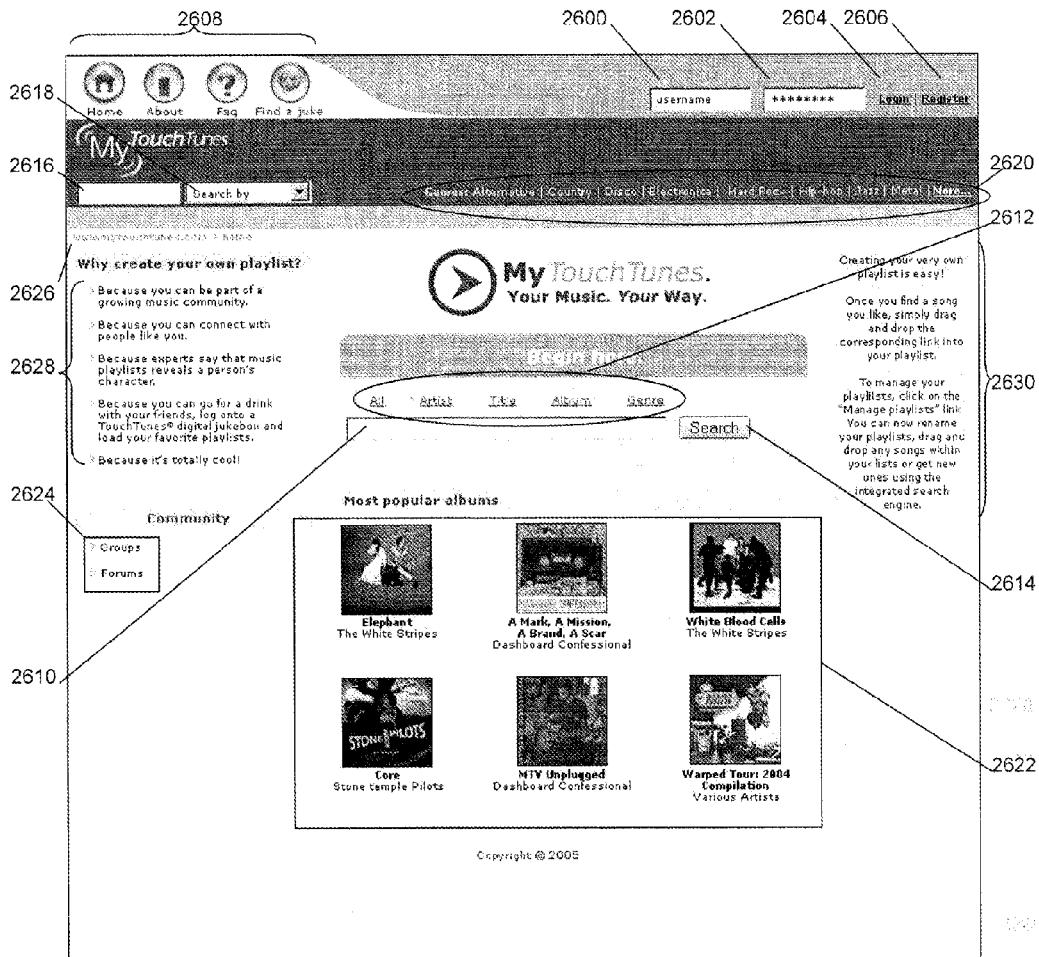 2608
2600 2602 2604 2606
2618
Home About Faq Find a juke
username ******** Login | Register
My TouchTunes
2616
Search by
Genres: Alternative | Country | Disco | Electronica | Hard Rock | Hip-hop | Jazz | Metal | More...
2620
2612
www.mytouchtunes.com > home
2626
Why create your own playlist?
Because you can be part of a
growing music community.
Because you can connect with
people like you.
Because experts say that music
playlists reveals a person's
character.
Because you can go for a drink
with your friends, log onto a
TouchTunes® digital jukebox and
load your favorite playlists.
Because it's totally cool!
2628
2624
Community
Groups
Forums
2610
MyTouchTunes.
Your Music. Your Way.
Begin
All Artist Title Album Genre
Search
Most popular albums
Elephant
The White Stripes
A Mark, A Mission,
A Brand, A Scar
Dashboard Confessional
White Blood Cells
The White Stripes
STONE PILOTS
Core
Stone temple Pilots
MTV Unplugged
Dashboard Confessional
Warped Tour: 2004
Compilation
Various Artists
Copyright © 2005
Creating your very own
playlist is easy!
Once you find a song
you like, simply drag
and drop the
corresponding link into
your playlist.
To manage your
playlists, click on the
"Manage playlists" link
You can now rename
your playlists, drag and
drop any songs within
your lists or get new
ones using the
integrated search
engine.
2630
2614
2622